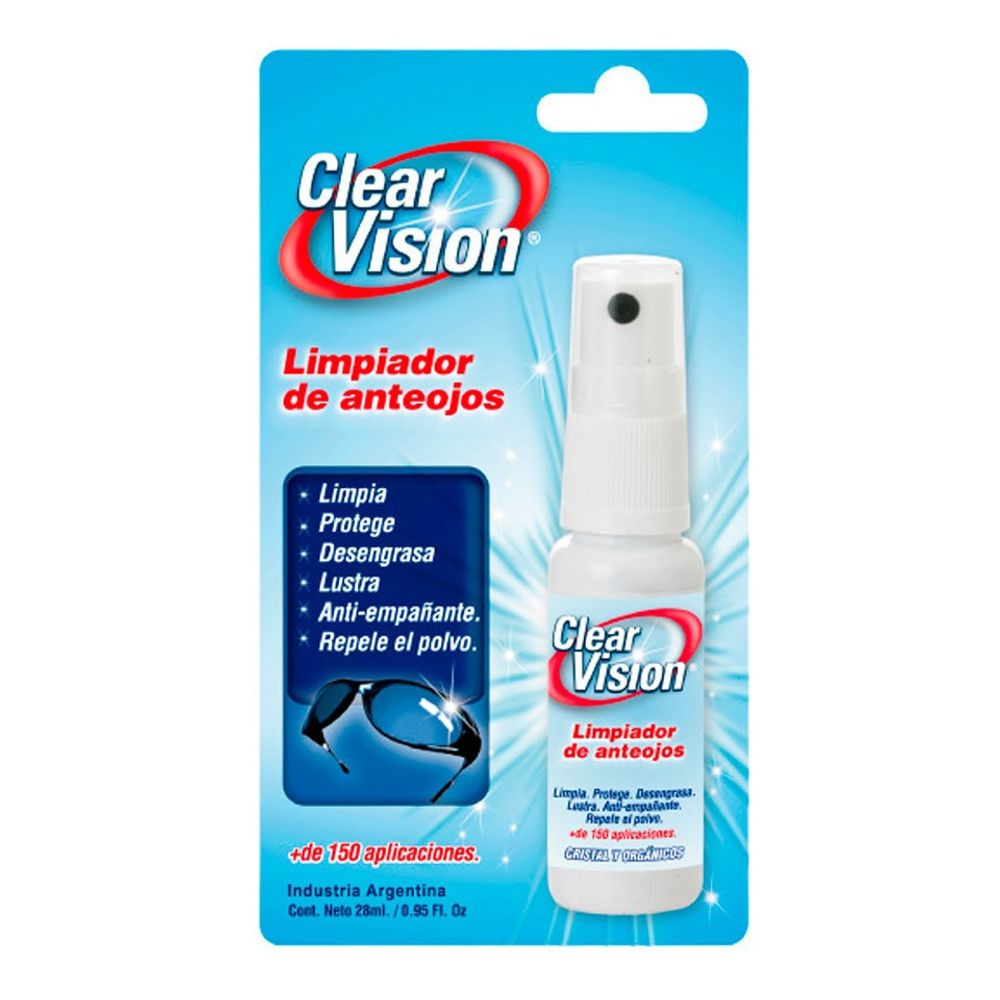 Clear
Vision®
Limpiador
de anteojos
Limpia
Protege
Desengrasa
Lustra
Anti-empañante.
Repele el polvo.
+de 150 aplicaciones.
Industria Argentina
Cont. Neto 28ml. / 0.95 Fl. Oz
Clear
Vision®
Limpiador
de anteojos
Limpia. Protege. Desengrasa.
Lustra. Anti-empañante.
Repele el polvo.
+de 150 aplicaciones.
CRISTAL Y ORGÁNICOS